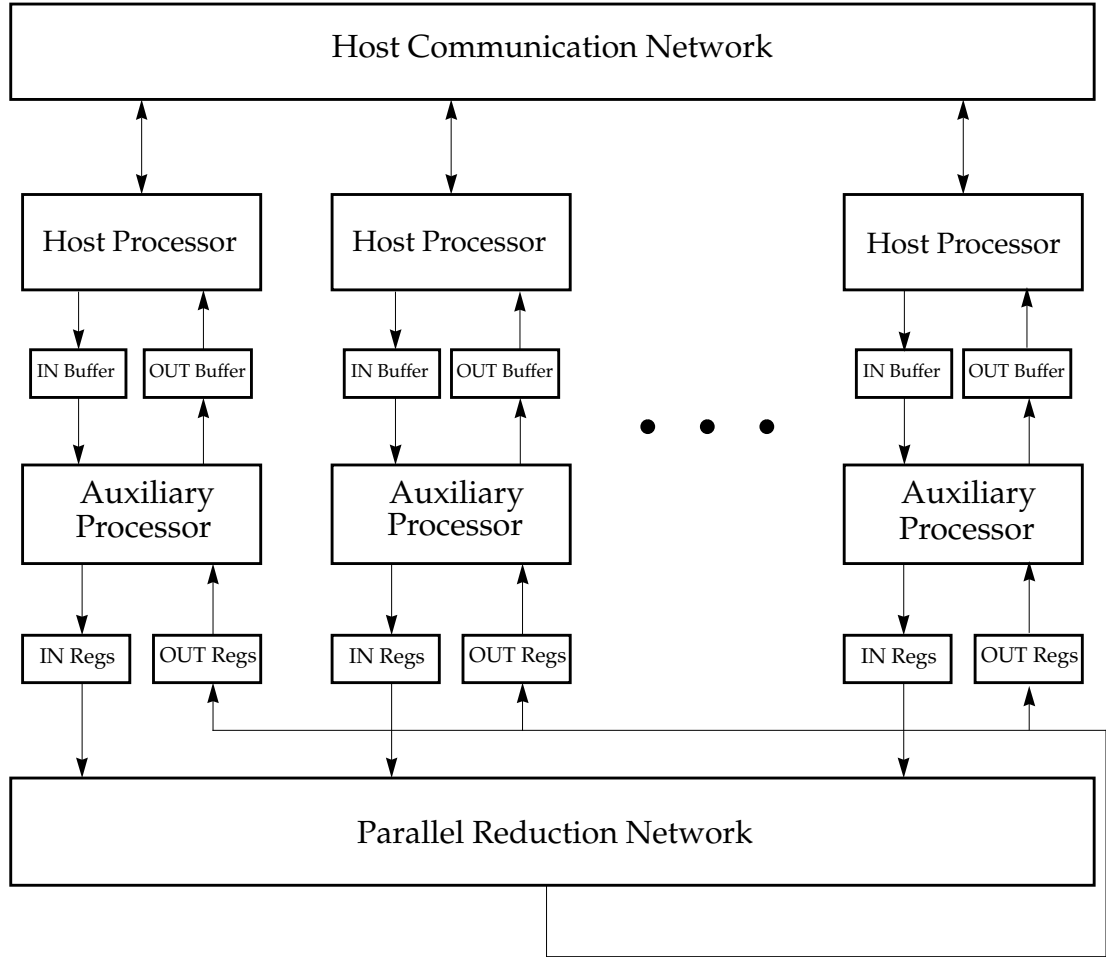 Host Communication Network
Host Processor
Host Processor
Host Processor
IN Buffer
OUT Buffer
IN Buffer
OUT Buffer
IN Buffer
OUT Buffer
Auxiliary
Processor
Auxiliary
Processor
Auxiliary
Processor
IN Regs
OUT Regs
IN Regs
OUT Regs
IN Regs
OUT Regs
Parallel Reduction Network